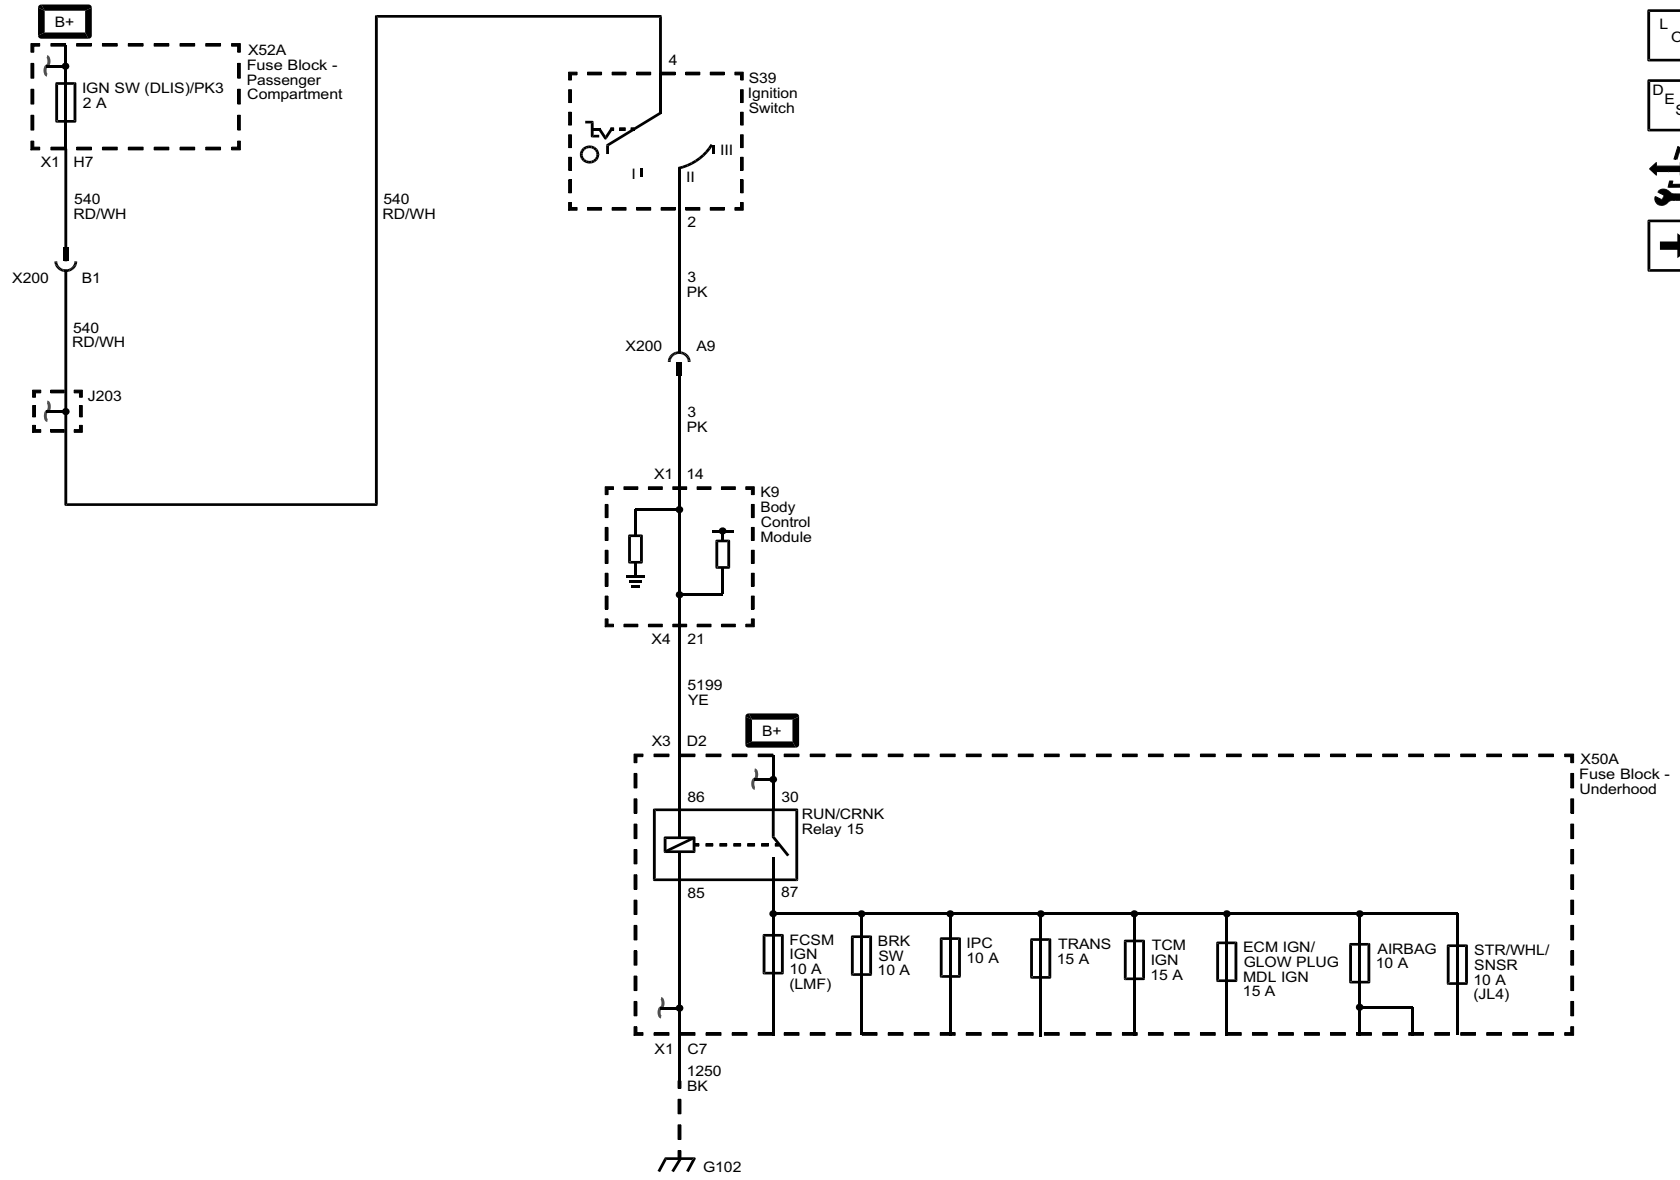 B+
X52A
Fuse Block -
Passenger
Compartment
IGN SW (DLIS)/PK3
2 A
X1 H7
540
RD/WH
X200 B1
540
RD/WH
J203
540
RD/WH
4
S39
Ignition
Switch
I
II
III
2
3
PK
X200 A9
3
PK
X1 14
K9
Body
Control
Module
X4 21
5199
YE
X3 D2
B+
X50A
Fuse Block -
Underhood
86 30
RUN/CRNK
Relay 15
85 87
FCSM
IGN
10 A
(LMF)
BRK
SW
10 A
IPC
10 A
TRANS
15 A
TCM
IGN
15 A
ECM IGN/
GLOW PLUG
MDL IGN
15 A
AIRBAG
10 A
STR/WHL/
SNSR
10 A
(JL4)
X1 C7
1250
BK
G102